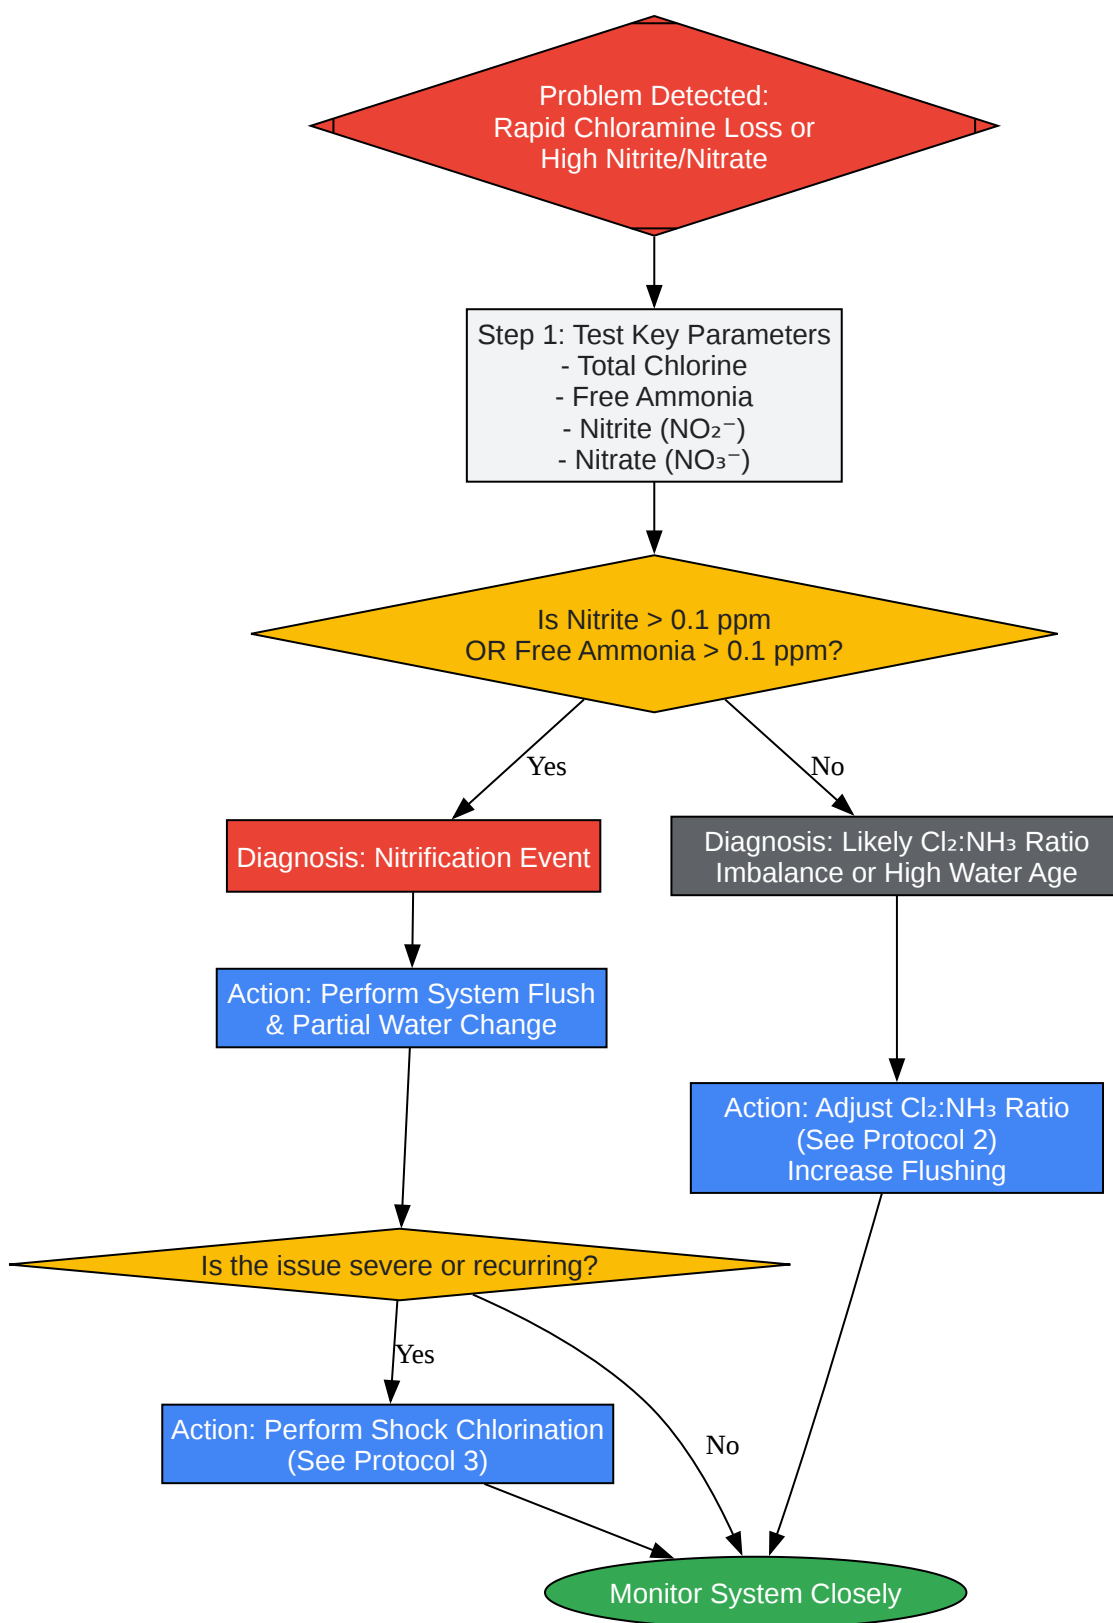 Problem Detected:
Rapid Chloramine Loss or
High Nitrite/Nitrate
Step 1: Test Key Parameters
- Total Chlorine
- Free Ammonia
- Nitrite (NO₂⁻)
- Nitrate (NO₃⁻)
Is Nitrite > 0.1 ppm
OR Free Ammonia > 0.1 ppm?
Yes
No
Diagnosis: Nitrification Event
Diagnosis: Likely Cl₂:NH₃ Ratio
Imbalance or High Water Age
Action: Perform System Flush
& Partial Water Change
Action: Adjust Cl₂:NH₃ Ratio
(See Protocol 2)
Increase Flushing
Is the issue severe or recurring?
Yes
No
Action: Perform Shock Chlorination
(See Protocol 3)
Monitor System Closely